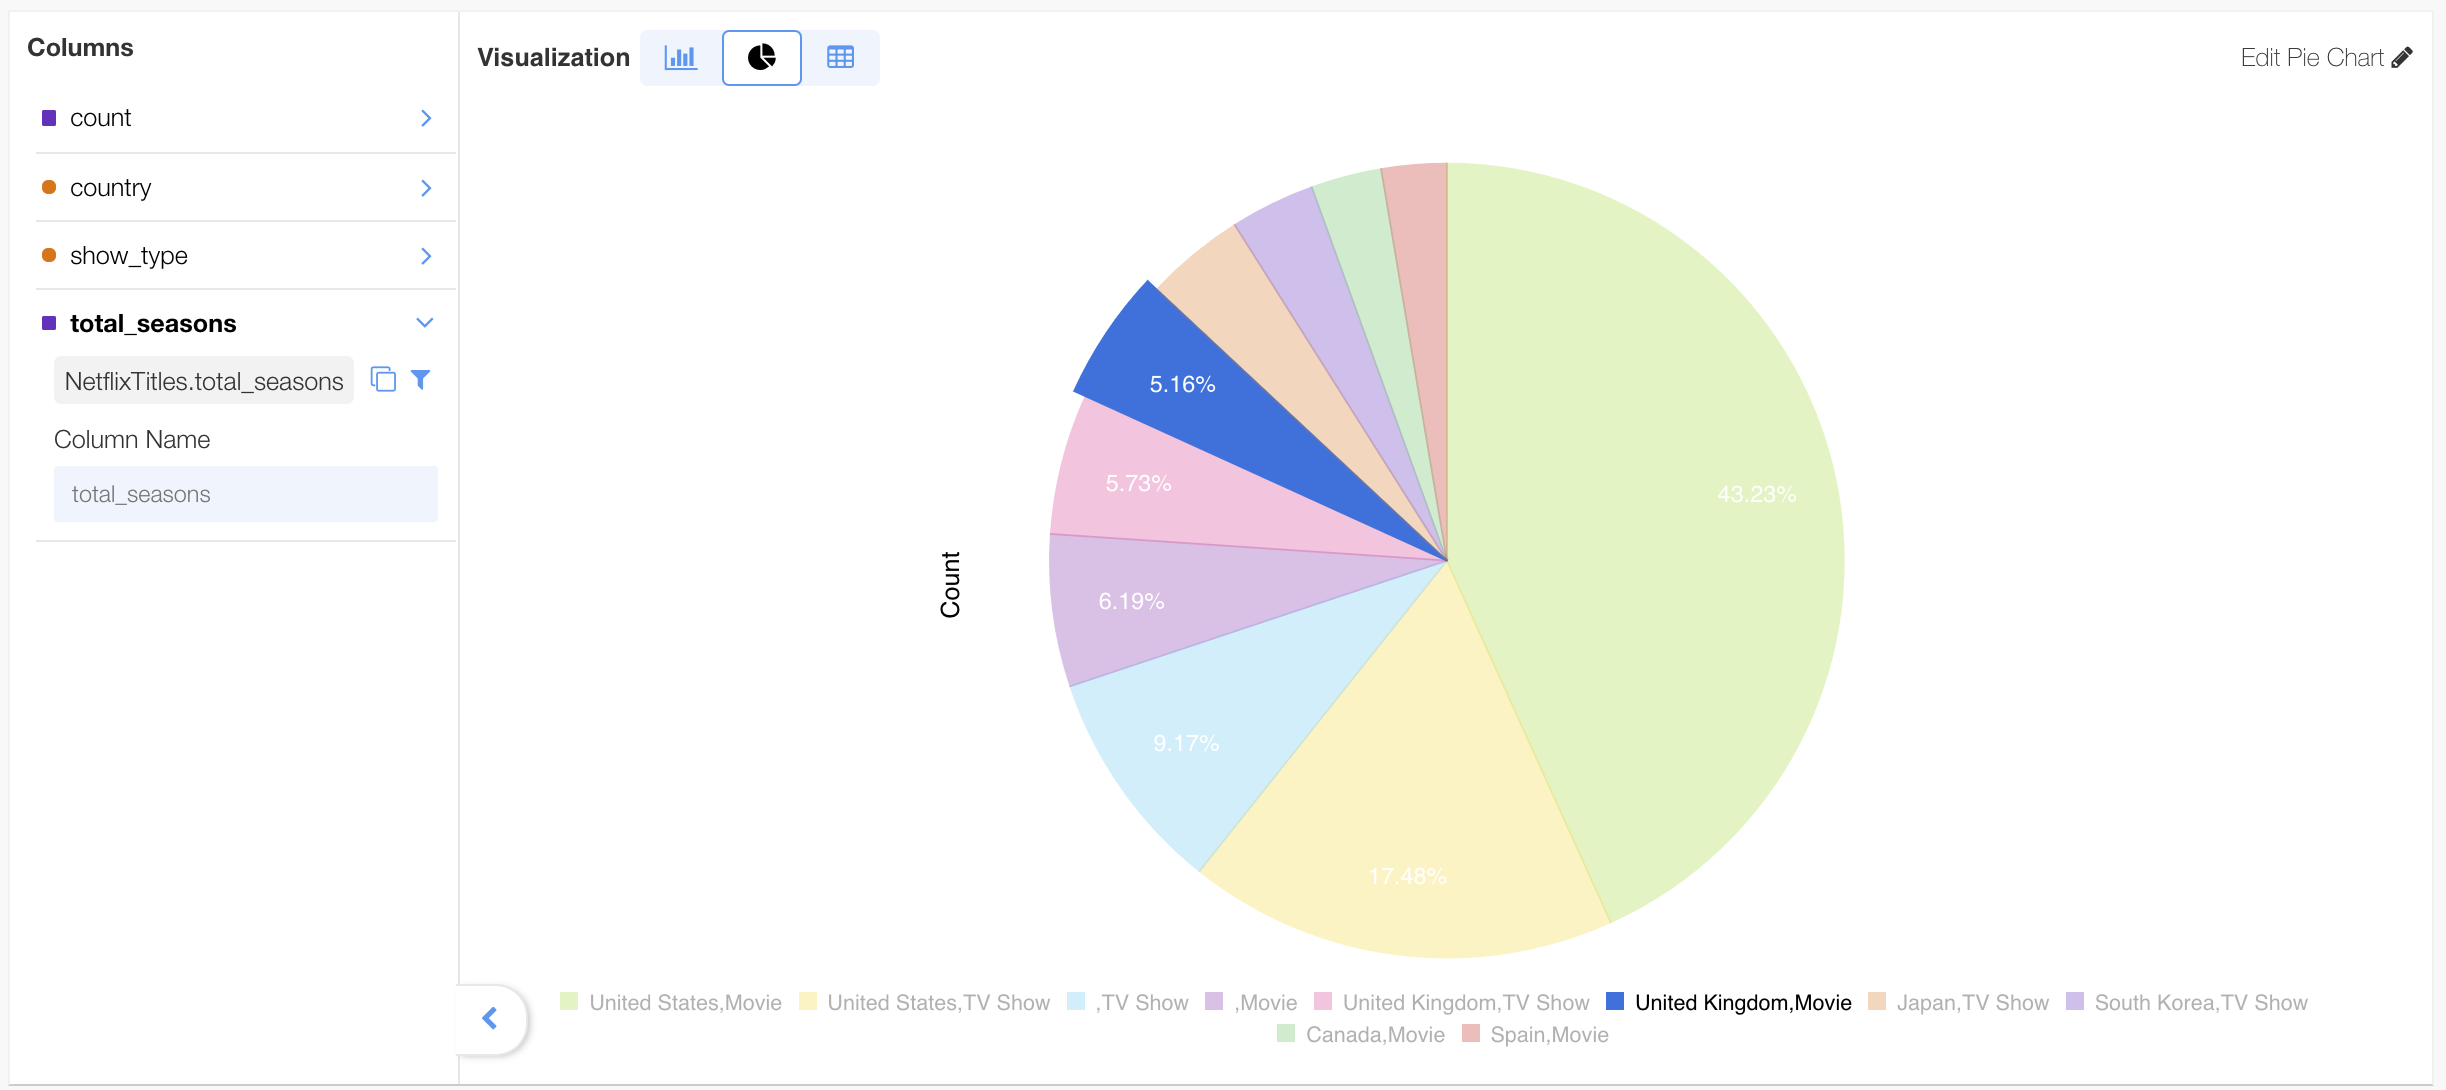 Columns
count
country
show_type
total_seasons
NetflixTitles.total_seasons
Column Name
total_seasons
Visualization
Edit Pie Chart
Count
43.23%
17.48%
9.17%
6.19%
5.73%
5.16%
United States,Movie United States,TV Show ,TV Show ,Movie United Kingdom,TV Show United Kingdom,Movie Japan,TV Show South Korea,TV Show
Canada,Movie Spain,Movie